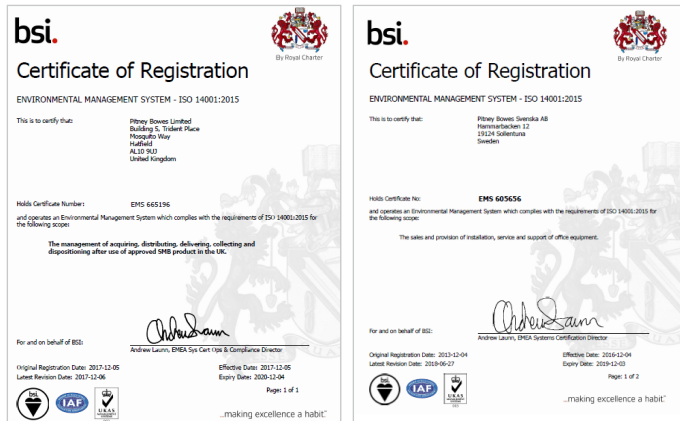 bsi.
By Royal Charter
Certificate of Registration
ENVIRONMENTAL MANAGEMENT SYSTEM - ISO 14001:2015
This is to certify that:
Pitney Bowes Limited
Building 5, Trident Place
Mosquito Way
Hatfield
AL10 9UJ
United Kingdom
Holds Certificate Number:
EMS 665196
and operates an Environmental Management System which complies with the requirements of ISO 14001:2015 for
the following scope:
The management of acquiring, distributing, delivering, collecting and
dispositioning after use of approved SMB product in the UK.
For and on behalf of BSI:
Andrew Launn, EMEA Sys Cert Ops & Compliance Director
Original Registration Date: 2017-12-05
Effective Date: 2017-12-05
Latest Revision Date: 2017-12-06
Expiry Date: 2020-12-04
Page: 1 of 1
bsi.
IAF
UKAS
...making excellence a habit.™
bsi.
By Royal Charter
Certificate of Registration
ENVIRONMENTAL MANAGEMENT SYSTEM - ISO 14001:2015
This is to certify that:
Pitney Bowes Svenska AB
Hammarbacken 12
19124 Sollentuna
Sweden
Holds Certificate No:
EMS 605656
and operates an Environmental Management System which complies with the requirements of ISO 14001:2015 for
the following scope:
The sales and provision of installation, service and support of office equipment.
For and on behalf of BSI:
Andrew Launn, EMEA Systems Certification Director
Original Registration Date: 2013-12-04
Effective Date: 2016-12-04
Latest Revision Date: 2018-06-27
Expiry Date: 2019-12-03
Page: 1 of 2
bsi.
IAF
UKAS
...making excellence a habit.™